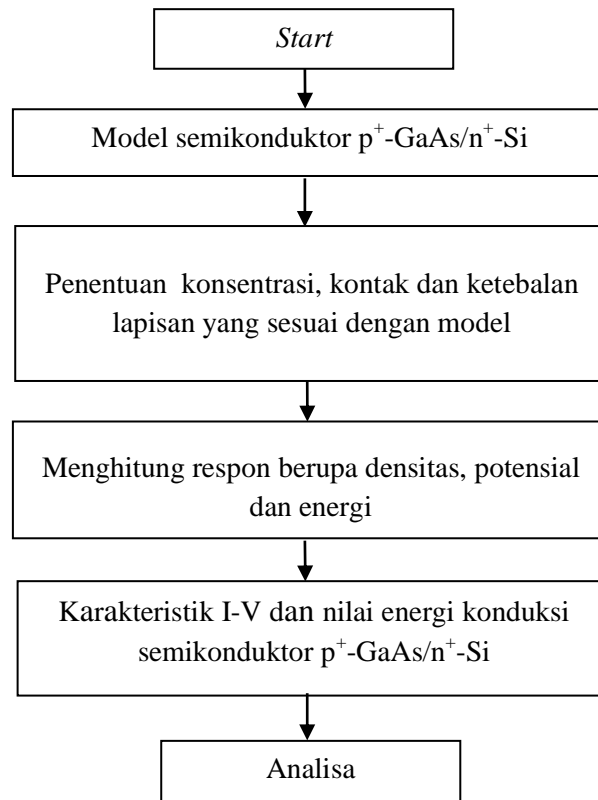 Start
Model semikonduktor p⁺-GaAs/n⁺-Si
Penentuan konsentrasi, kontak dan ketebalan
lapisan yang sesuai dengan model
Menghitung respon berupa densitas, potensial
dan energi
Karakteristik I-V dan nilai energi konduksi
semikonduktor p⁺-GaAs/n⁺-Si
Analisa